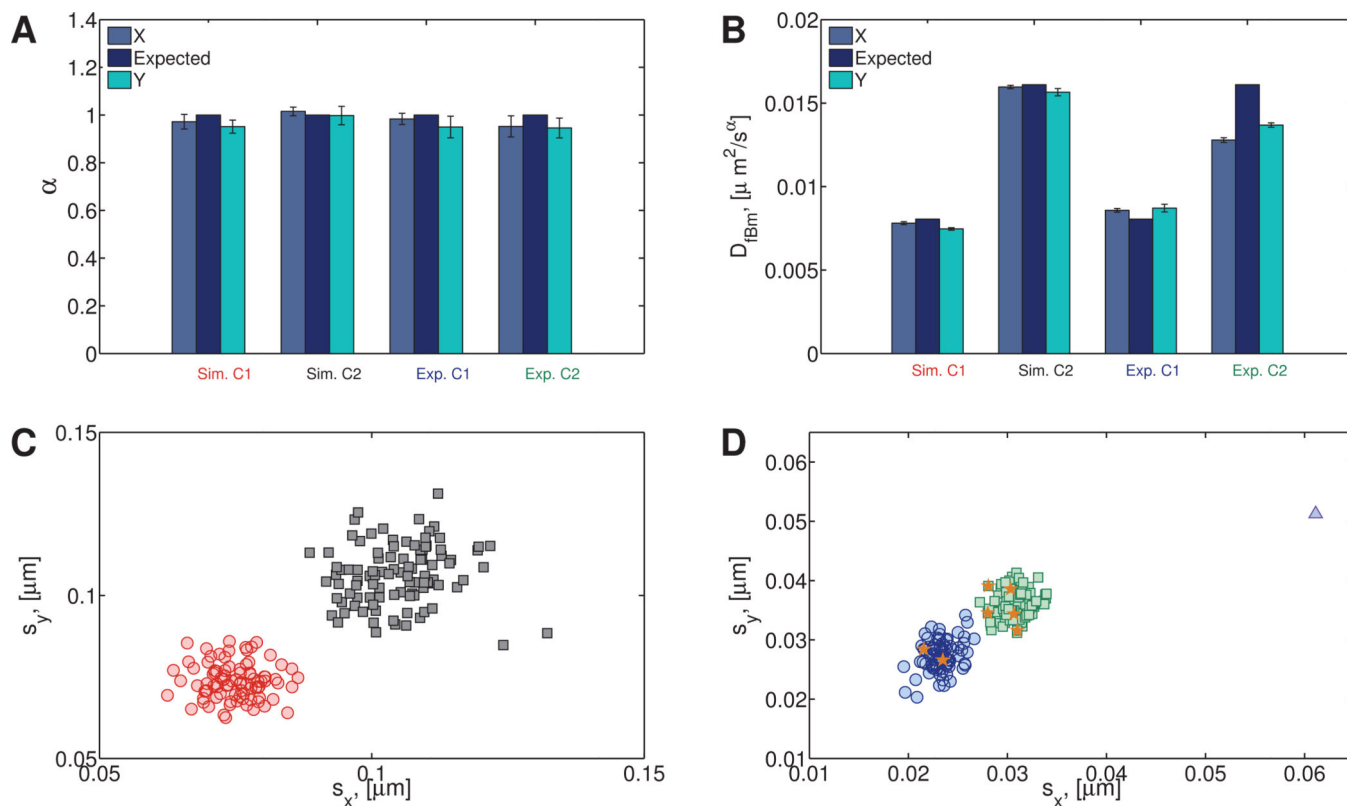 A
1.4
1.2
1
0.8
0.6
0.4
0.2
0
α
X
Expected
Y
Sim. C1
Sim. C2
Exp. C1
Exp. C2
B
0.02
0.015
0.01
0.005
0
D_fBm, [μ m²/s^α]
X
Expected
Y
Sim. C1
Sim. C2
Exp. C1
Exp. C2
C
0.15
0.1
0.05
s_y, [μm]
0.05
0.1
0.15
s_x, [μm]
D
0.06
0.05
0.04
0.03
0.02
0.01
s_y, [μm]
0.01
0.02
0.03
0.04
0.05
0.06
s_x, [μm]